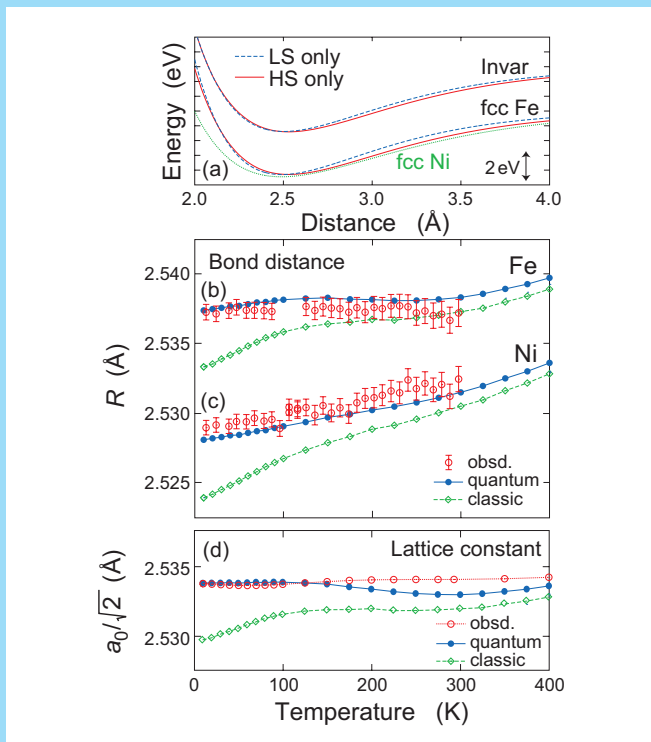 Energy (eV)
LS only
HS only
Invar
fcc Fe
fcc Ni
2 eV
(a)
2.0 2.5 3.0 3.5 4.0
Distance (Å)
Bond distance
Fe
(b)
Ni
(c)
2.540
2.535
2.530
2.525
R (Å)
obsd.
quantum
classic
(d)
Lattice constant
2.535
2.530
a0/√2 (Å)
obsd.
quantum
classic
0 100 200 300 400
Temperature (K)